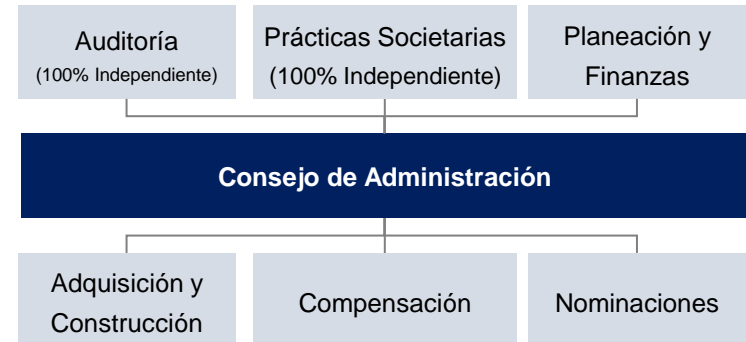 Auditoría
(100% Independiente)
Prácticas Societarias
(100% Independiente)
Planeación y
Finanzas
Consejo de Administración
Adquisición y
Construcción
Compensación
Nominaciones